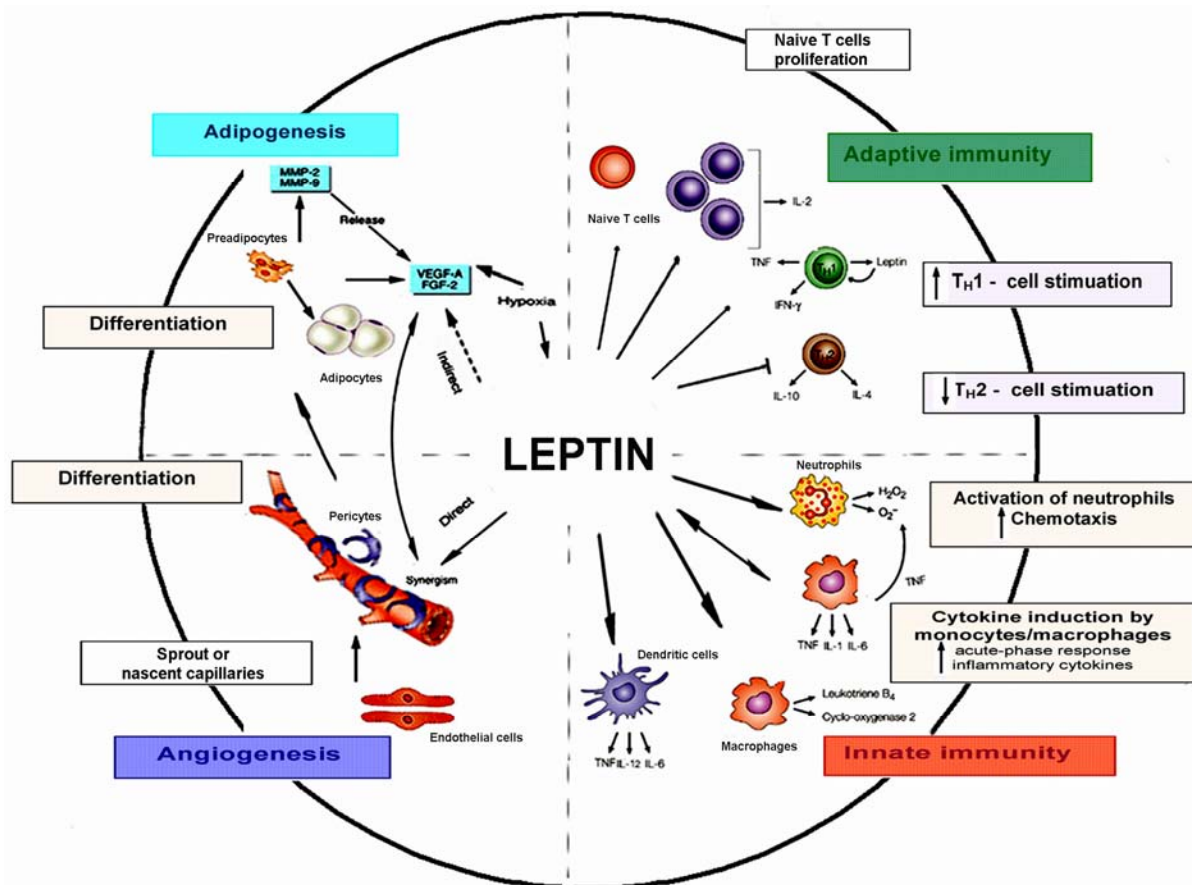 Naive T cells
proliferation
Adipogenesis
Adaptive immunity
MMP-2
MMP-9
Release
Preadipocytes
VEGF-A
FGF-2
Hypoxia
Naive T cells
IL-2
TNF
TH1
Leptin
IFN-γ
↑ TH1 - cell stimuation
Differentiation
Adipocytes
Indirect
TH2
IL-10
IL-4
↓ TH2 - cell stimuation
LEPTIN
Differentiation
Pericytes
Direct
Synergism
Neutrophils
H2O2
O2-
Activation of neutrophils
↑ Chemotaxis
TNF
TNF IL-1 IL-6
Cytokine induction by
monocytes/macrophages
↑ acute-phase response
inflammatory cytokines
Sprout or
nascent capillaries
Endothelial cells
Dendritic cells
TNF IL-12 IL-6
Leukotriene B4
Cyclo-oxygenase 2
Macrophages
Angiogenesis
Innate immunity